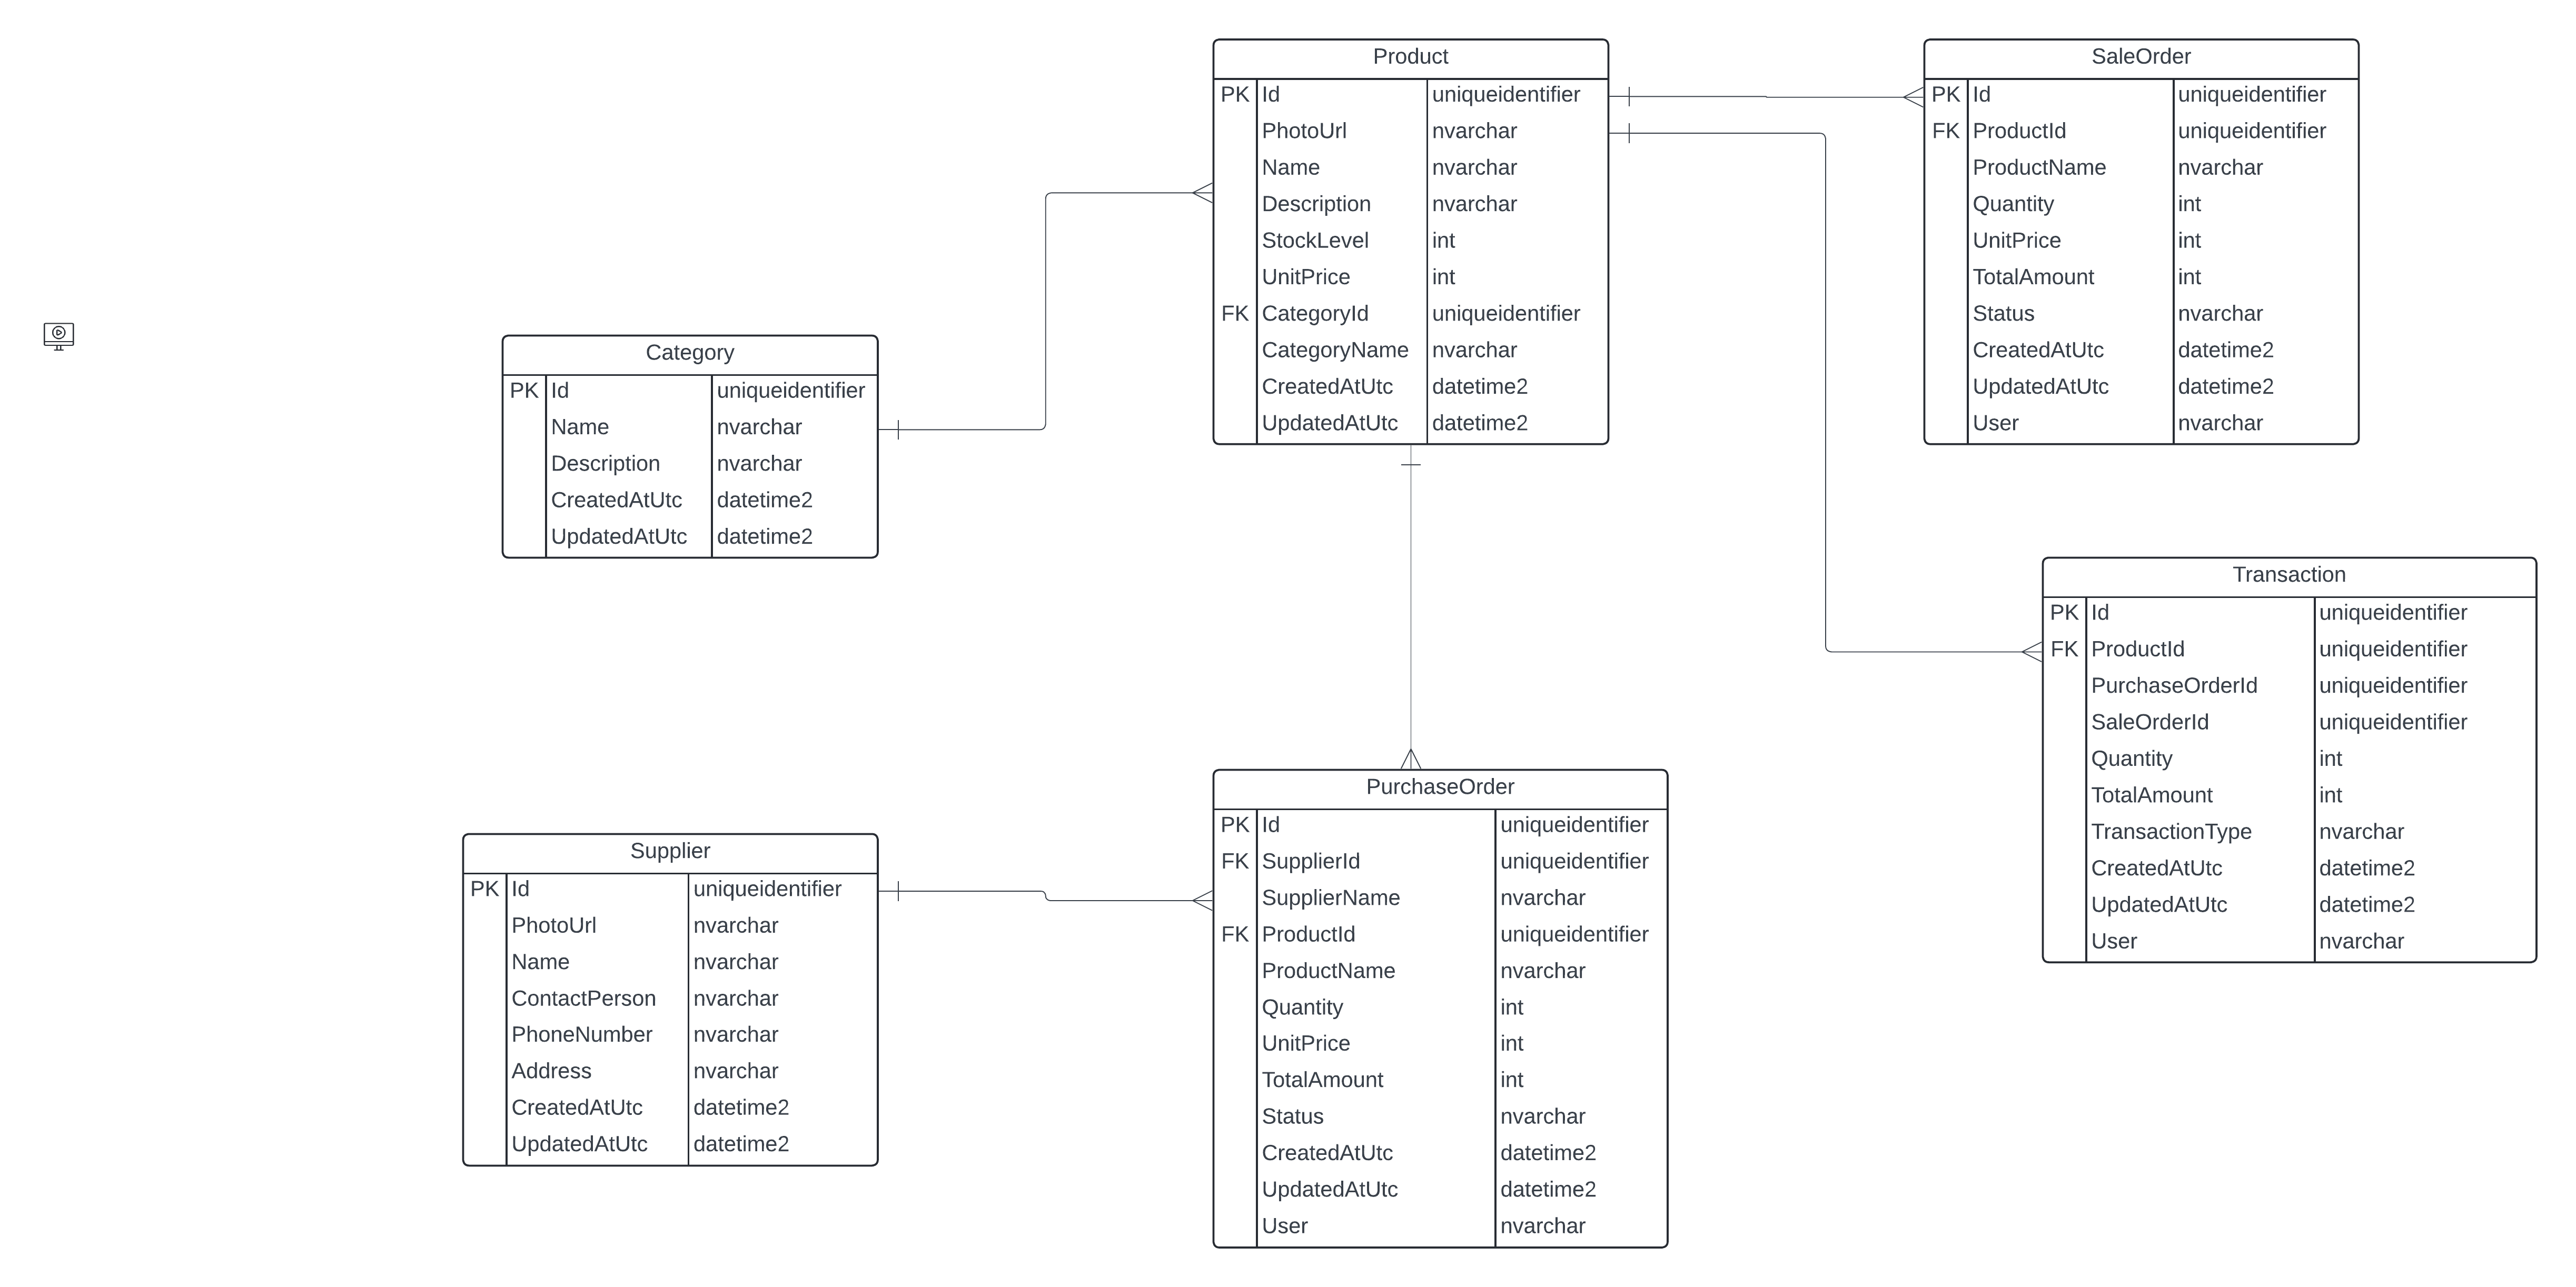 Product
PK Id uniqueidentifier
PhotoUrl nvarchar
Name nvarchar
Description nvarchar
StockLevel int
UnitPrice int
FK CategoryId uniqueidentifier
CategoryName nvarchar
CreatedAtUtc datetime2
UpdatedAtUtc datetime2
SaleOrder
PK Id uniqueidentifier
FK ProductId uniqueidentifier
ProductName nvarchar
Quantity int
UnitPrice int
TotalAmount int
Status nvarchar
CreatedAtUtc datetime2
UpdatedAtUtc datetime2
User nvarchar
Category
PK Id uniqueidentifier
Name nvarchar
Description nvarchar
CreatedAtUtc datetime2
UpdatedAtUtc datetime2
Transaction
PK Id uniqueidentifier
FK ProductId uniqueidentifier
PurchaseOrderId uniqueidentifier
SaleOrderId uniqueidentifier
Quantity int
TotalAmount int
TransactionType nvarchar
CreatedAtUtc datetime2
UpdatedAtUtc datetime2
User nvarchar
Supplier
PK Id uniqueidentifier
PhotoUrl nvarchar
Name nvarchar
ContactPerson nvarchar
PhoneNumber nvarchar
Address nvarchar
CreatedAtUtc datetime2
UpdatedAtUtc datetime2
PurchaseOrder
PK Id uniqueidentifier
FK SupplierId uniqueidentifier
SupplierName nvarchar
FK ProductId uniqueidentifier
ProductName nvarchar
Quantity int
UnitPrice int
TotalAmount int
Status nvarchar
CreatedAtUtc datetime2
UpdatedAtUtc datetime2
User nvarchar